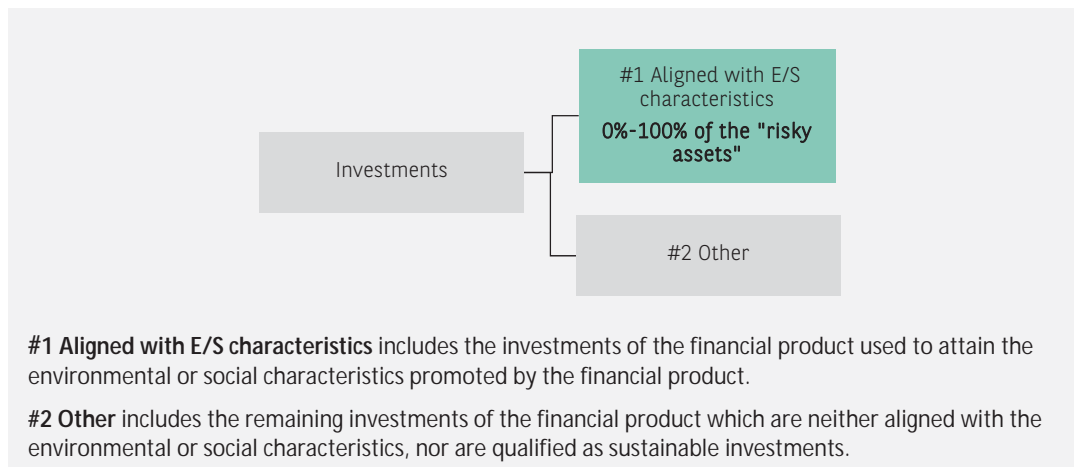 #1 Aligned with E/S
characteristics
0%-100% of the "risky
assets"
Investments
#2 Other
#1 Aligned with E/S characteristics includes the investments of the financial product used to attain the
environmental or social characteristics promoted by the financial product.
#2 Other includes the remaining investments of the financial product which are neither aligned with the
environmental or social characteristics, nor are qualified as sustainable investments.